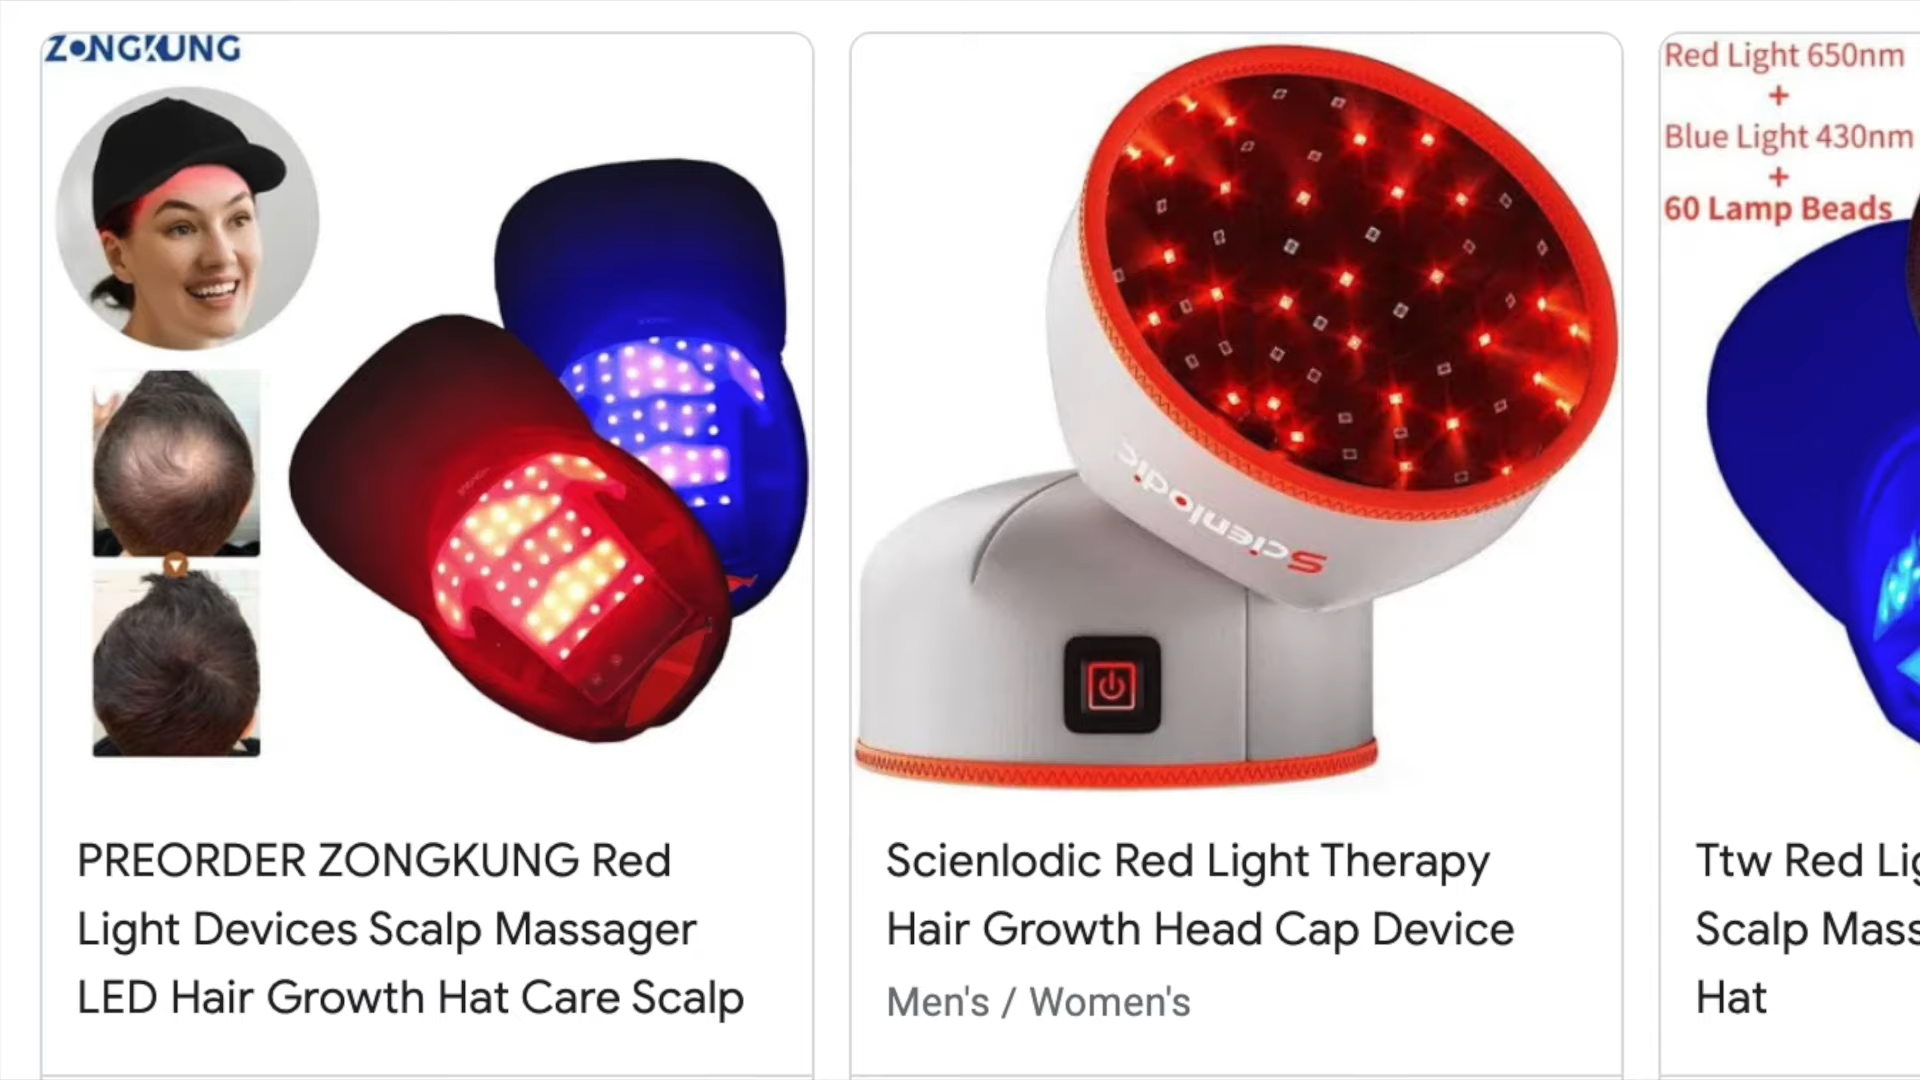 ZONGKUNG
PREORDER ZONGKUNG Red
Light Devices Scalp Massager
LED Hair Growth Hat Care Scalp
Scienlodic
Scienlodic Red Light Therapy
Hair Growth Head Cap Device
Men's / Women's
Red Light 650nm
+
Blue Light 430nm
+
60 Lamp Beads
Ttw Red
Scalp
Hat